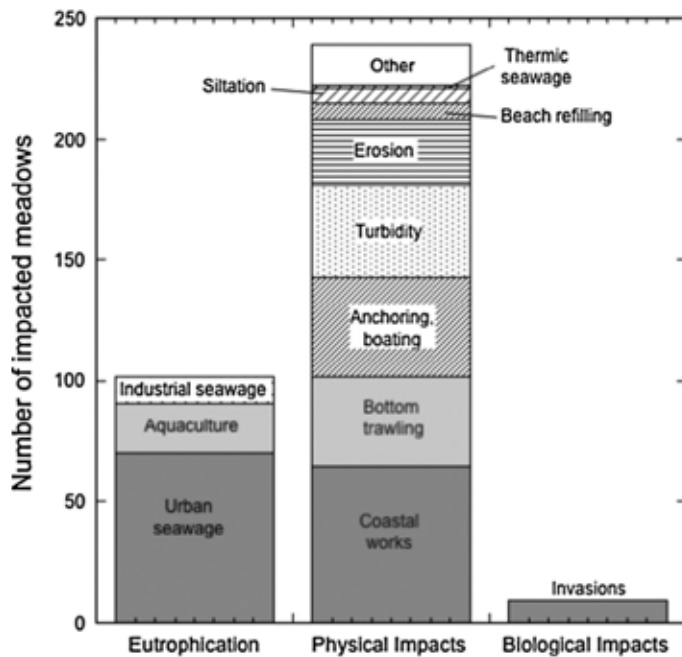 250
200
150
100
50
0
Number of impacted meadows
Industrial seawage
Aquaculture
Urban
seawage
Other
Thermic
seawage
Siltation
Beach refilling
Erosion
Turbidity
Anchoring,
boating
Bottom
trawling
Coastal
works
Invasions
Eutrophication
Physical Impacts
Biological Impacts